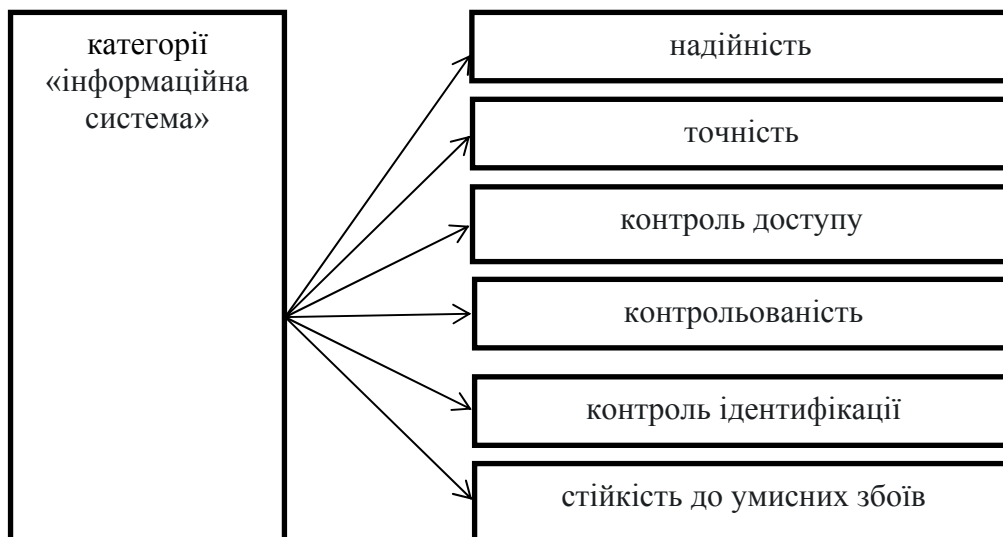 категорії
«інформаційна
система»
надійність
точність
контроль доступу
контрольованість
контроль ідентифікації
стійкість до умисних збоїв